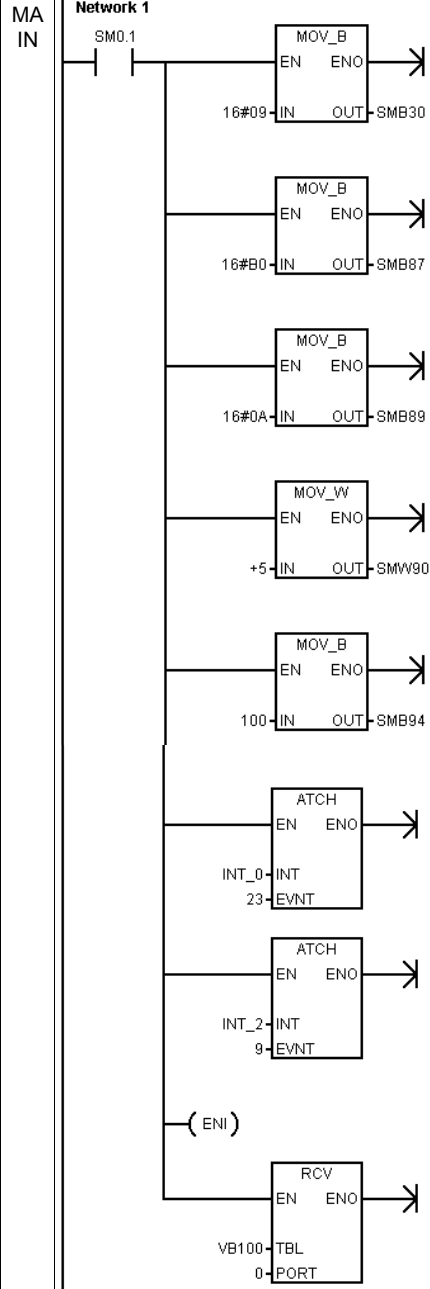 MA
IN
Network 1
SM0.1
MOV_B
EN ENO
16#09 IN OUT SMB30
MOV_B
EN ENO
16#B0 IN OUT SMB87
MOV_B
EN ENO
16#0A IN OUT SMB89
MOV_W
EN ENO
+5 IN OUT SMW90
MOV_B
EN ENO
100 IN OUT SMB94
ATCH
EN ENO
INT_0 INT
23 EVNT
ATCH
EN ENO
INT_2 INT
9 EVNT
( ENI )
RCV
EN ENO
VB100 TBL
0 PORT